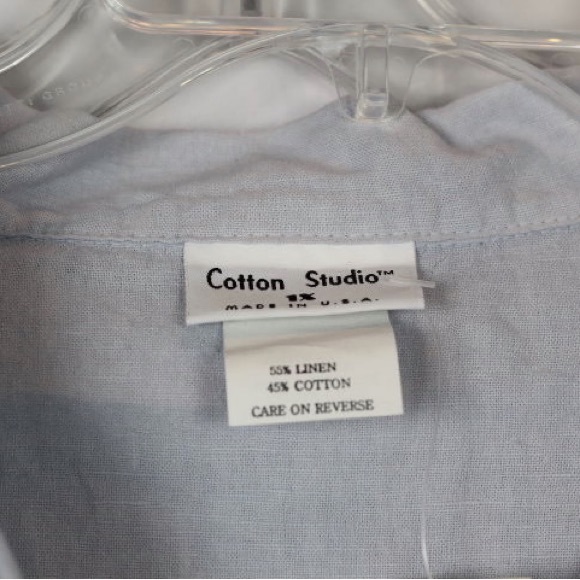 Cotton Studio™
1X
MADE IN U.S.A.
55% LINEN
45% COTTON
CARE ON REVERSE